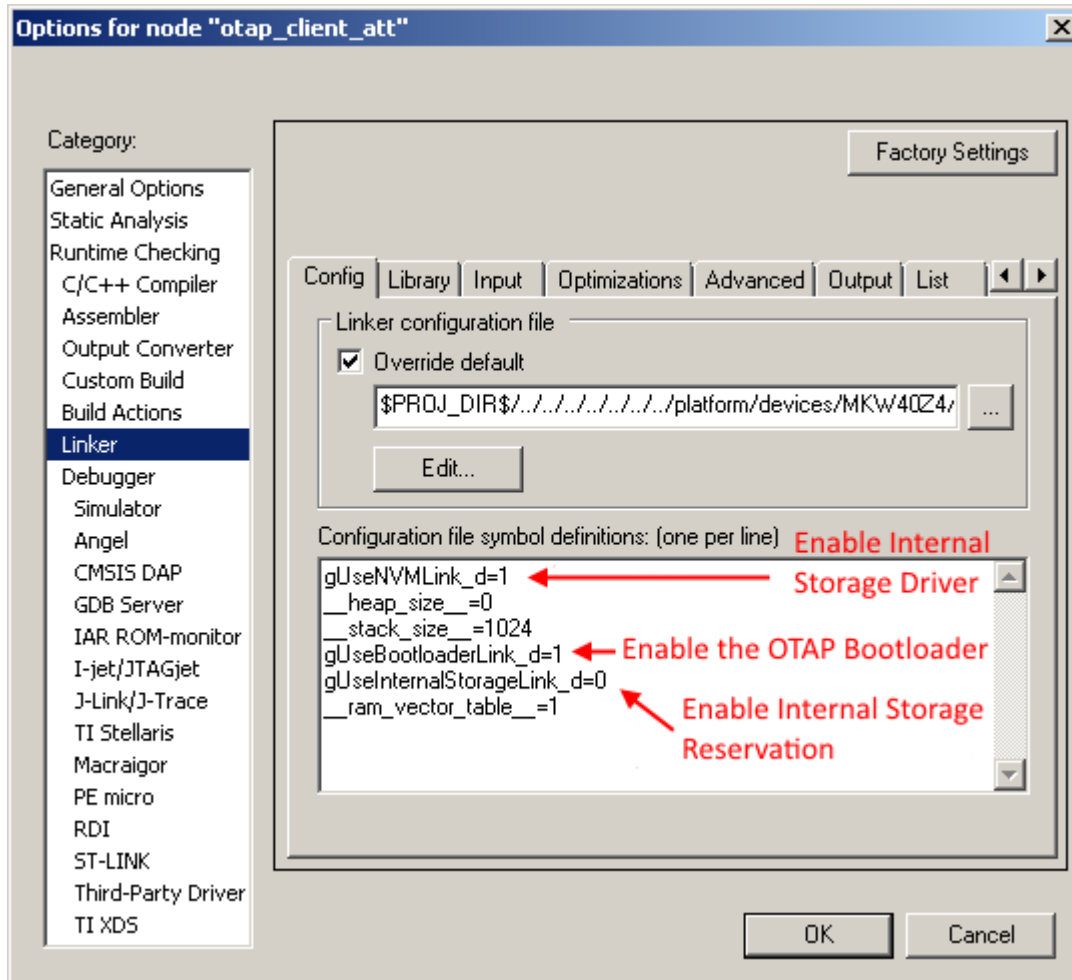 Options for node "otap_client_att"
Category:
General Options
Static Analysis
Runtime Checking
C/C++ Compiler
Assembler
Output Converter
Custom Build
Build Actions
Linker
Debugger
Simulator
Angel
CMSIS DAP
GDB Server
IAR ROM-monitor
I-jet/JTAGjet
J-Link/J-Trace
TI Stellaris
Macraigor
PE micro
RDI
ST-LINK
Third-Party Driver
TI XDS
Factory Settings
Config Library Input Optimizations Advanced Output List
Linker configuration file
Override default
$PROJ_DIR$/../../../../../../../../platform/devices/MKW40Z4/
...
Edit...
Configuration file symbol definitions: (one per line)
gUseNVMLink_d=1
__heap_size__=0
__stack_size__=1024
gUseBootloaderLink_d=1
gUseInternalStorageLink_d=0
__ram_vector_table__=1
Enable Internal
Storage Driver
Enable the OTAP Bootloader
Enable Internal Storage
Reservation
OK
Cancel